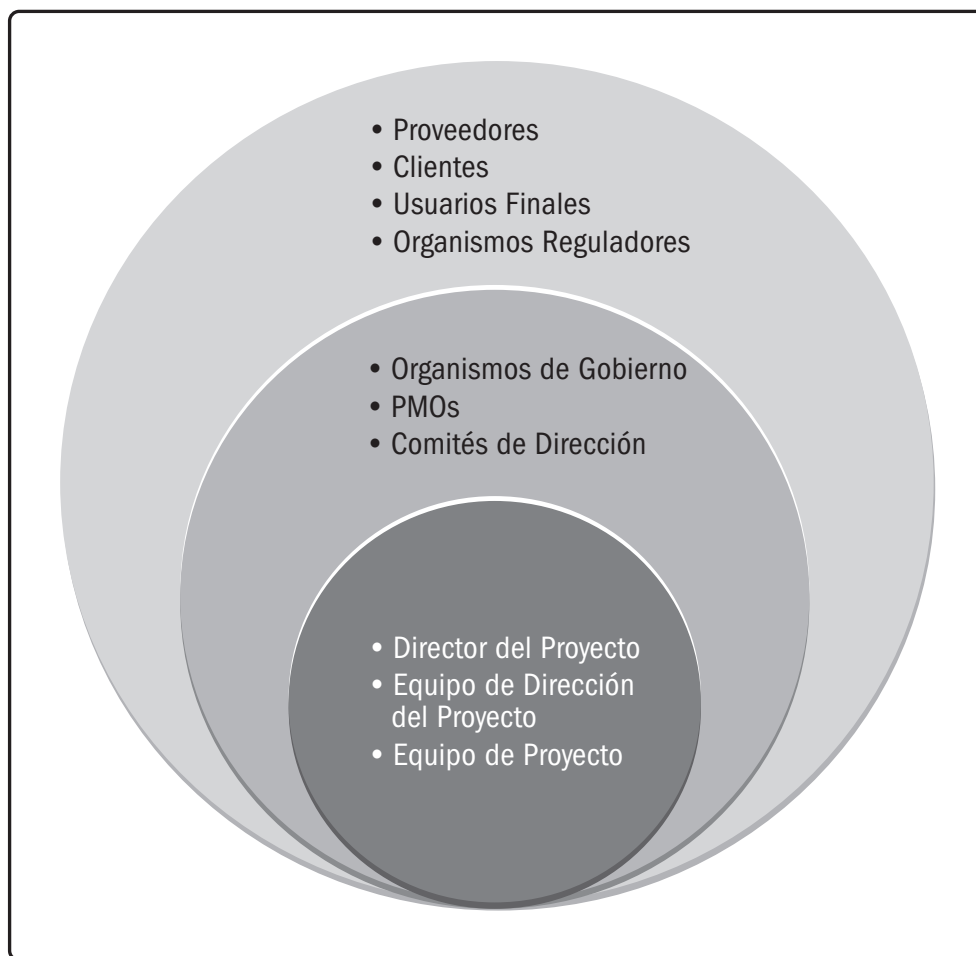 • Proveedores
• Clientes
• Usuarios Finales
• Organismos Reguladores
• Organismos de Gobierno
• PMOs
• Comités de Dirección
• Director del Proyecto
• Equipo de Dirección
del Proyecto
• Equipo de Proyecto